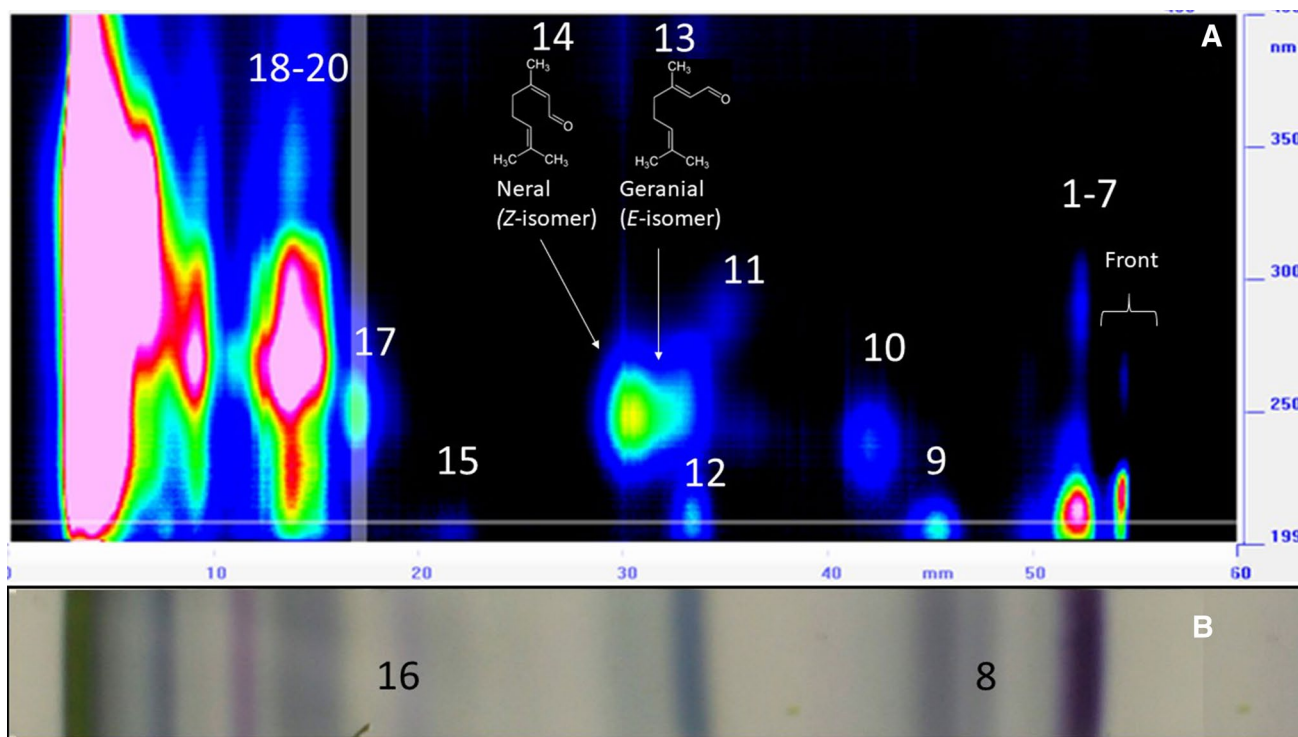 A
nm
14
13
18-20
CH₃
CH₃
O
O
H₃C
CH₃
H₃C
CH₃
350
Neral
Geranial
1-7
(Z-isomer)
(E-isomer)
Front
11
300
17
10
250
15
12
9
199
10
20
30
40
mm
50
60
B
16
8